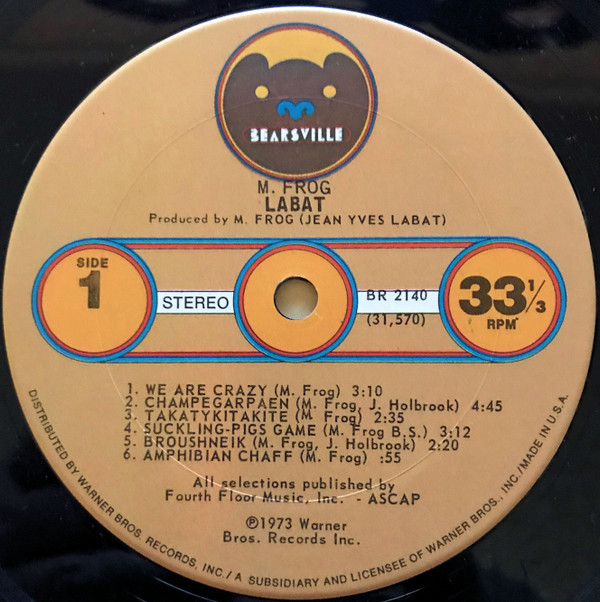 BEARSVILLE
M. FROG
LABAT
Produced by M. FROG (JEAN YVES LABAT)
SIDE
1
STEREO
BR 2140
(31,570)
33 1/3
RPM
1. WE ARE CRAZY (M. Frog) 3:10
2. CHAMPEGARPAEN (M. Frog, J. Holbrook) 4:45
3. TAKATYKITAKITE (M. Frog) 2:35
4. SUCKLING-PIGS GAME (M. Frog B.S.) 3:12
5. BROUSHNEIK (M. Frog, J. Holbrook) 2:20
6. AMPHIBIAN CHAFF (M. Frog) :55
All selections published by
Fourth Floor Music, Inc. - ASCAP
℗1973 Warner
Bros. Records Inc.
DISTRIBUTED BY WARNER BROS. RECORDS, INC./A SUBSIDIARY AND LICENSEE OF WARNER BROS., INC./MADE IN U.S.A.